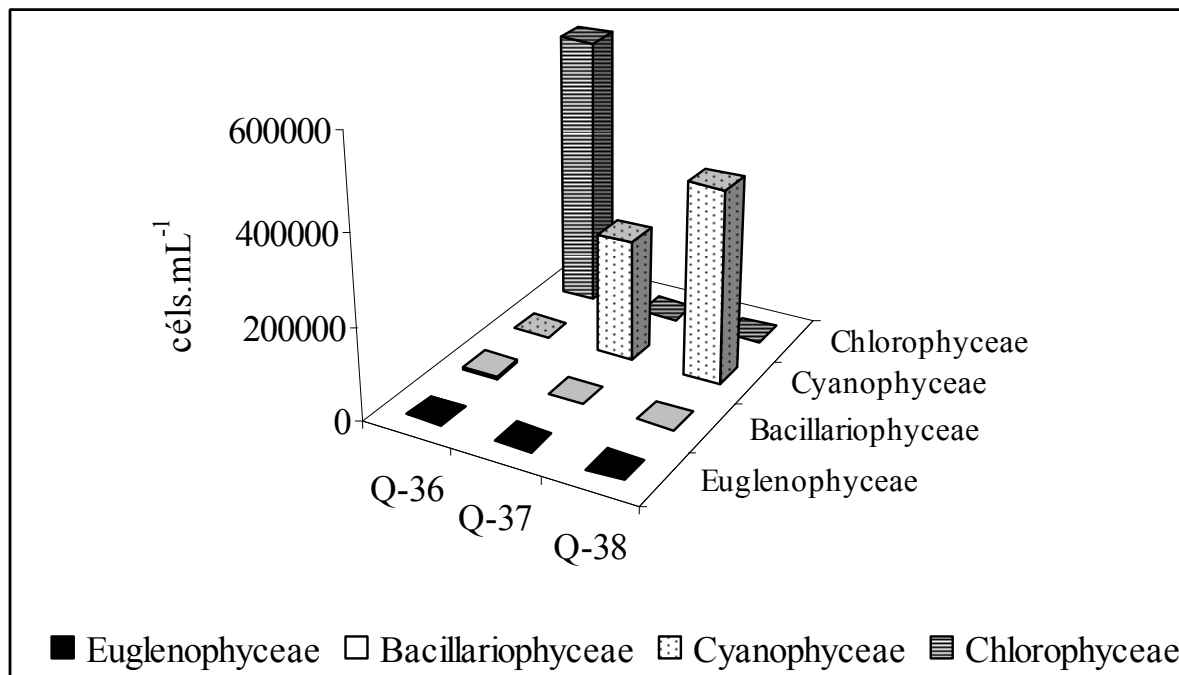 600000
400000
200000
0
céls.mL⁻¹
Q-36
Q-37
Q-38
Chlorophyceae
Cyanophyceae
Bacillariophyceae
Euglenophyceae
Euglenophyceae Bacillariophyceae Cyanophyceae Chlorophyceae